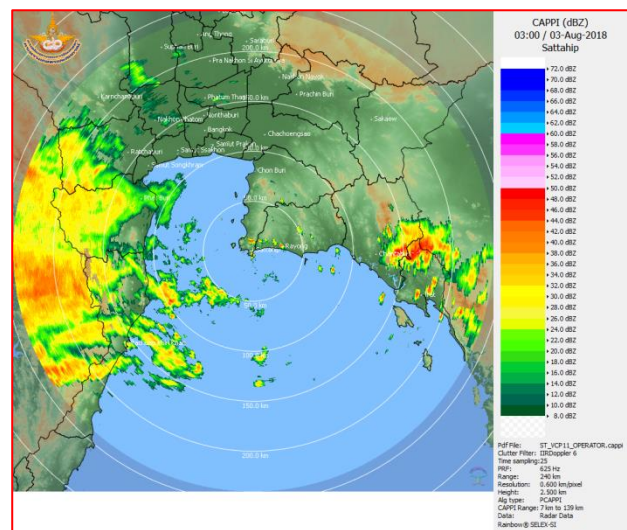 CAPPI (dBZ)
03:00 / 03-Aug-2018
Sattahip
72.0 dBZ
70.0 dBZ
68.0 dBZ
66.0 dBZ
64.0 dBZ
62.0 dBZ
60.0 dBZ
58.0 dBZ
56.0 dBZ
54.0 dBZ
52.0 dBZ
50.0 dBZ
48.0 dBZ
46.0 dBZ
44.0 dBZ
42.0 dBZ
40.0 dBZ
38.0 dBZ
36.0 dBZ
34.0 dBZ
32.0 dBZ
30.0 dBZ
28.0 dBZ
26.0 dBZ
24.0 dBZ
22.0 dBZ
20.0 dBZ
18.0 dBZ
16.0 dBZ
14.0 dBZ
12.0 dBZ
10.0 dBZ
8.0 dBZ
Pdf File: ST_VCP11_OPERATOR.cappi
Clutter Filter: IIRDoppler 6
Time sampling:25
PRF: 625 Hz
Range: 240 km
Resolution: 0.600 km/pixel
Height: 2.500 km
Alg type: PCAPPI
CAPPI Range: 7 km to 139 km
Data: Radar Data
Rainbow® SELEX-SI
200.0 km
Nakhon Nayok
Prachin Buri
Kanchanaburi
Phathum Thani
Nonthaburi
Nakhon Pathom
Bangkok
Sakaew
Chachoengsao
Ratchaburi
Samut Songkhram
Chon Buri
Rayong
100.0 km
150.0 km
200.0 km